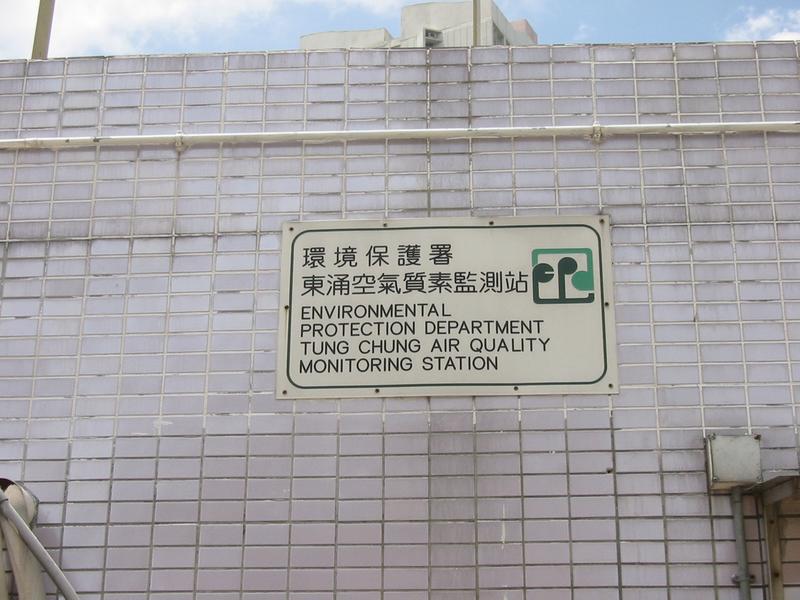 環境保護署
東涌空氣質素監測站
ENVIRONMENTAL
PROTECTION DEPARTMENT
TUNG CHUNG AIR QUALITY
MONITORING STATION